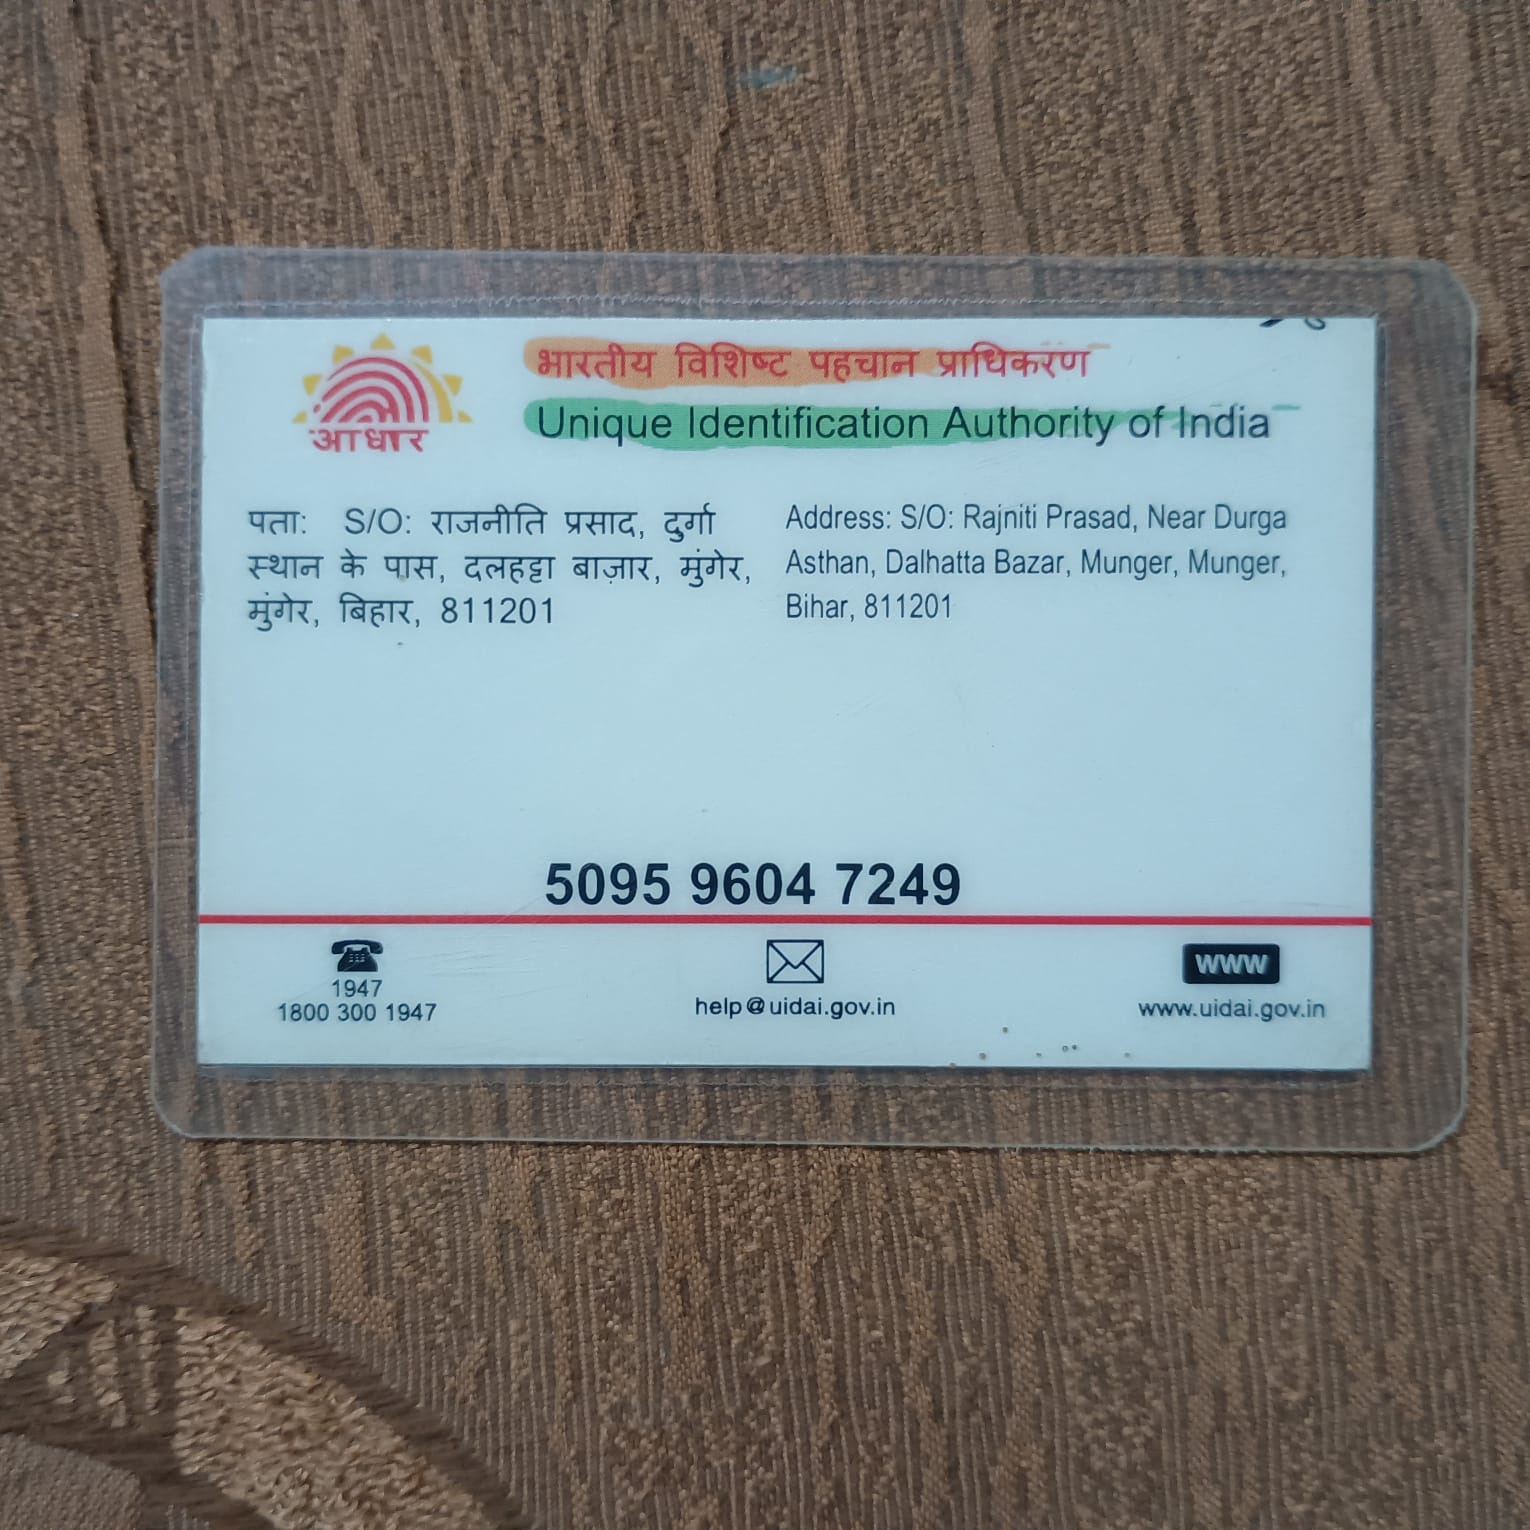 आधार
भारतीय विशिष्ट पहचान प्राधिकरण
Unique Identification Authority of India
पता: S/O: राजनीति प्रसाद, दुर्गा
स्थान के पास, दलहट्टा बाज़ार, मुंगेर,
मुंगेर, बिहार, 811201
Address: S/O: Rajniti Prasad, Near Durga
Asthan, Dalhatta Bazar, Munger, Munger,
Bihar, 811201
5095 9604 7249
1947
1800 300 1947
help@uidai.gov.in
www
www.uidai.gov.in